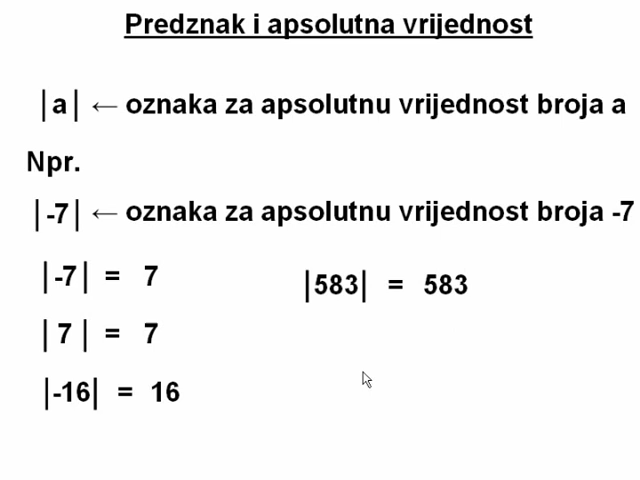 Predznak i apsolutna vrijednost
|a| ← oznaka za apsolutnu vrijednost broja a
Npr.
|-7| ← oznaka za apsolutnu vrijednost broja -7
|-7| = 7
|583| = 583
| 7 | = 7
|-16| = 16